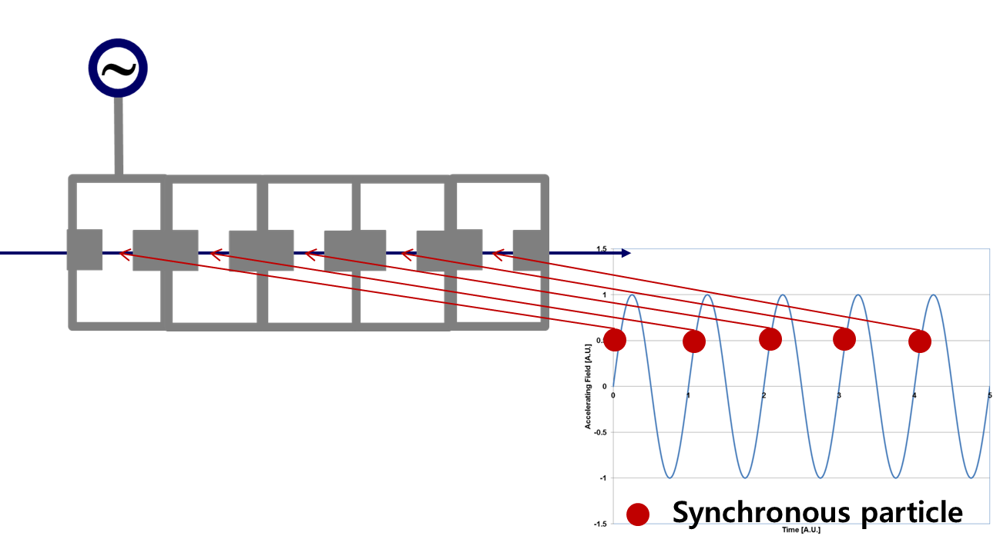 ~
1.5
1
0.5
0
-0.5
-1
-1.5
0 1 2 3 4 5
Accelerating Field [A.U.]
Synchronous particle
Time [A.U.]